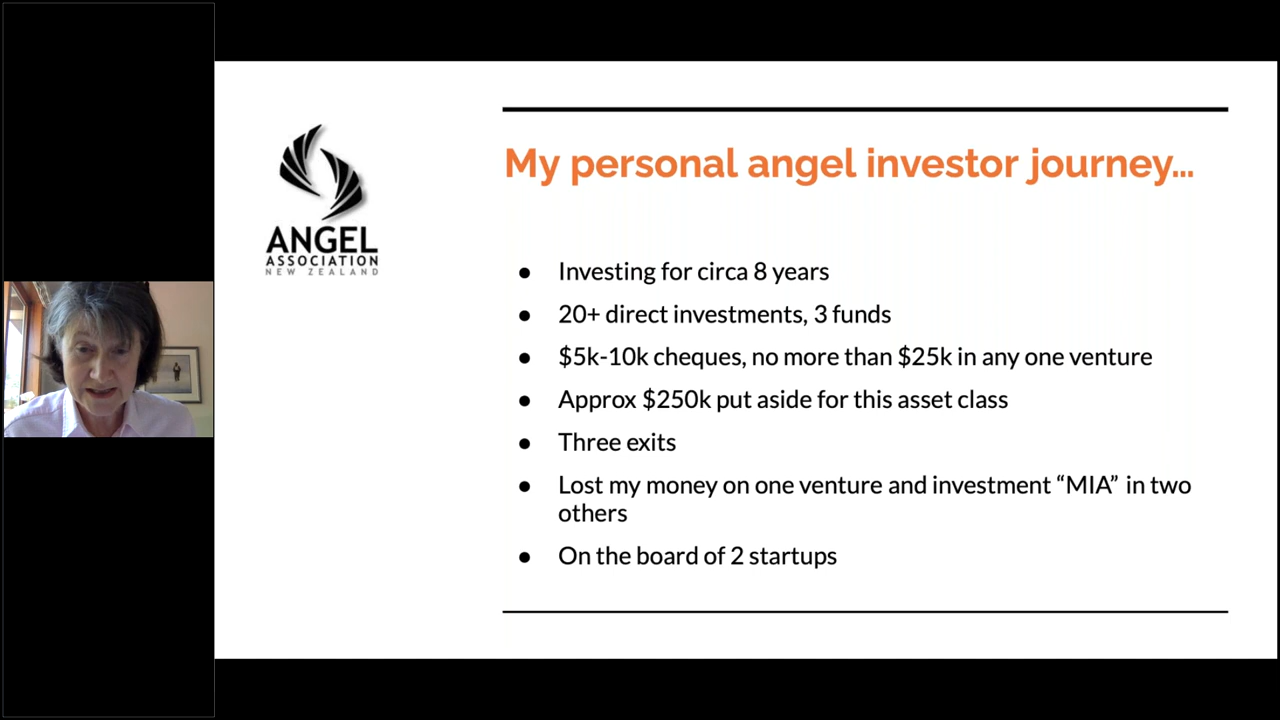 ANGEL
ASSOCIATION
NEW ZEALAND
My personal angel investor journey...
● Investing for circa 8 years
● 20+ direct investments, 3 funds
● $5k-10k cheques, no more than $25k in any one venture
● Approx $250k put aside for this asset class
● Three exits
● Lost my money on one venture and investment “MIA” in two
others
● On the board of 2 startups